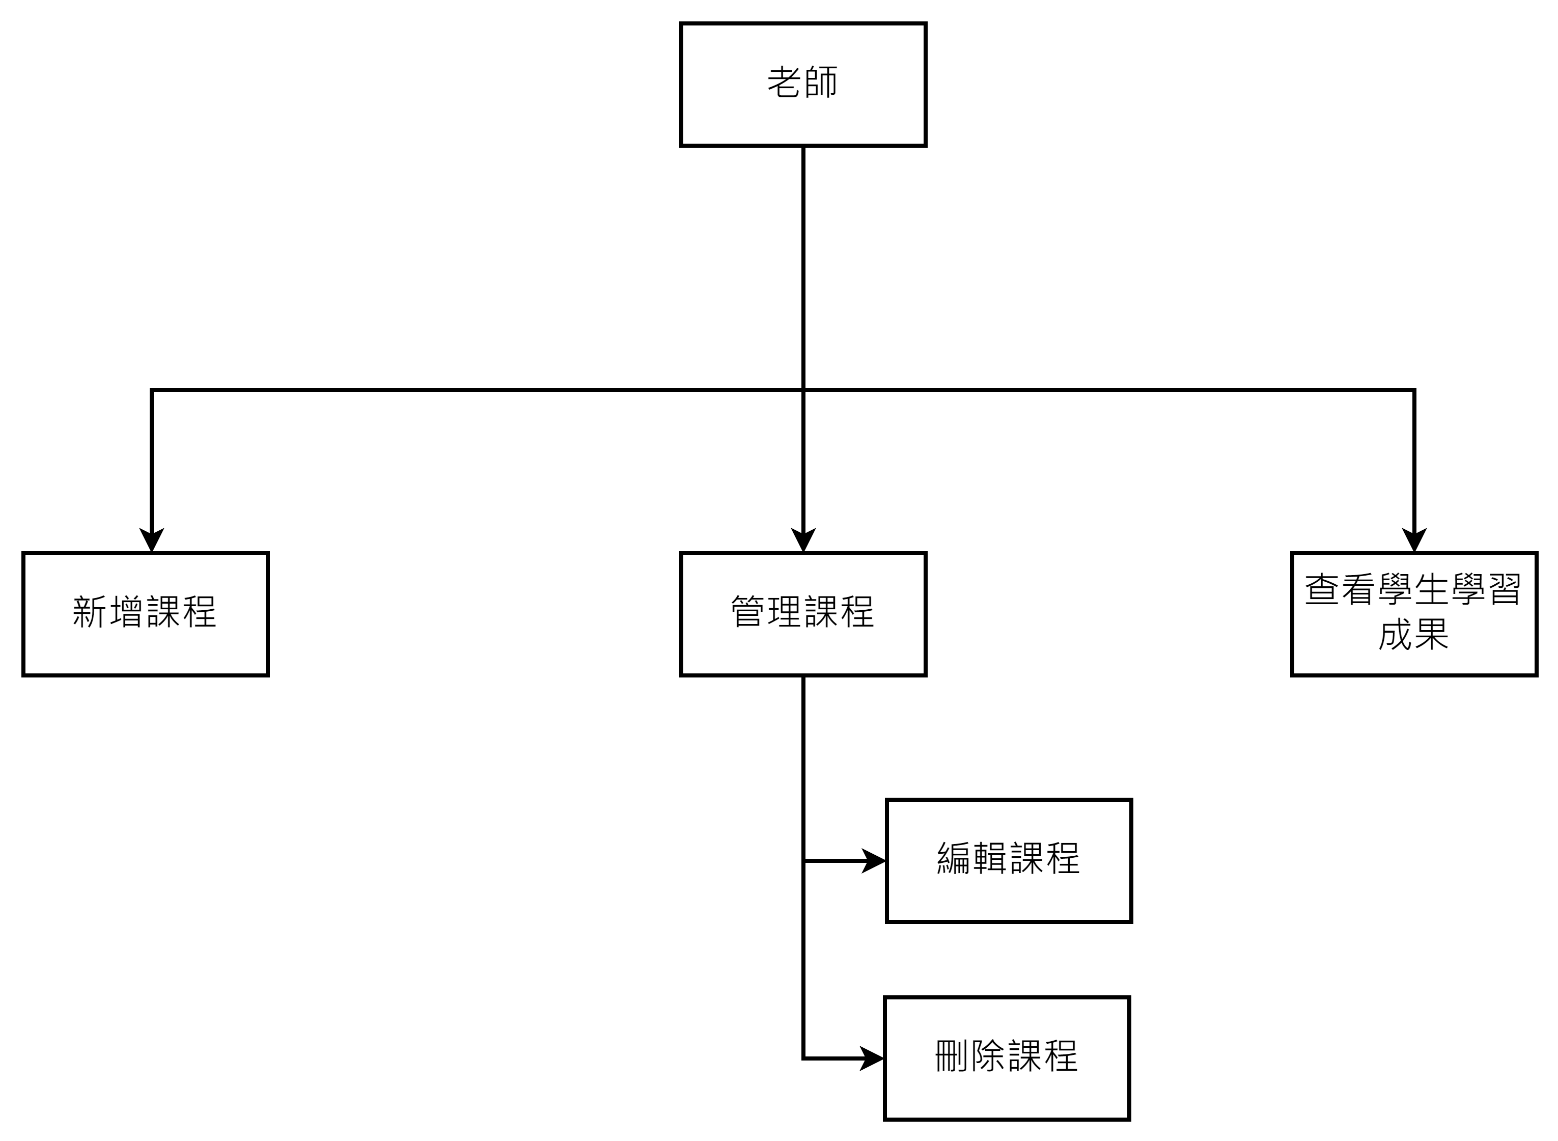 老師
新增課程
管理課程
查看學生學習
成果
編輯課程
刪除課程